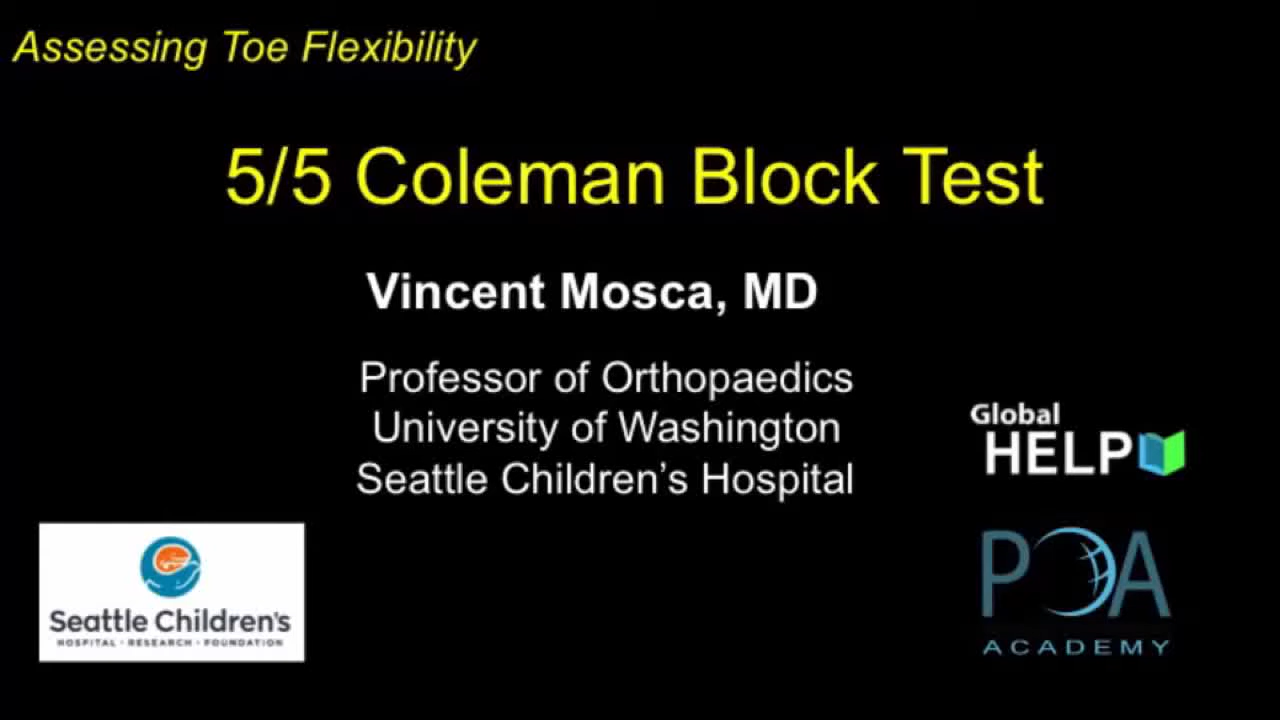 Assessing Toe Flexibility
5/5 Coleman Block Test
Vincent Mosca, MD
Professor of Orthopaedics
University of Washington
Seattle Children's Hospital
Global
HELP
Seattle Children's
HOSPITAL · RESEARCH · FOUNDATION
POA
ACADEMY